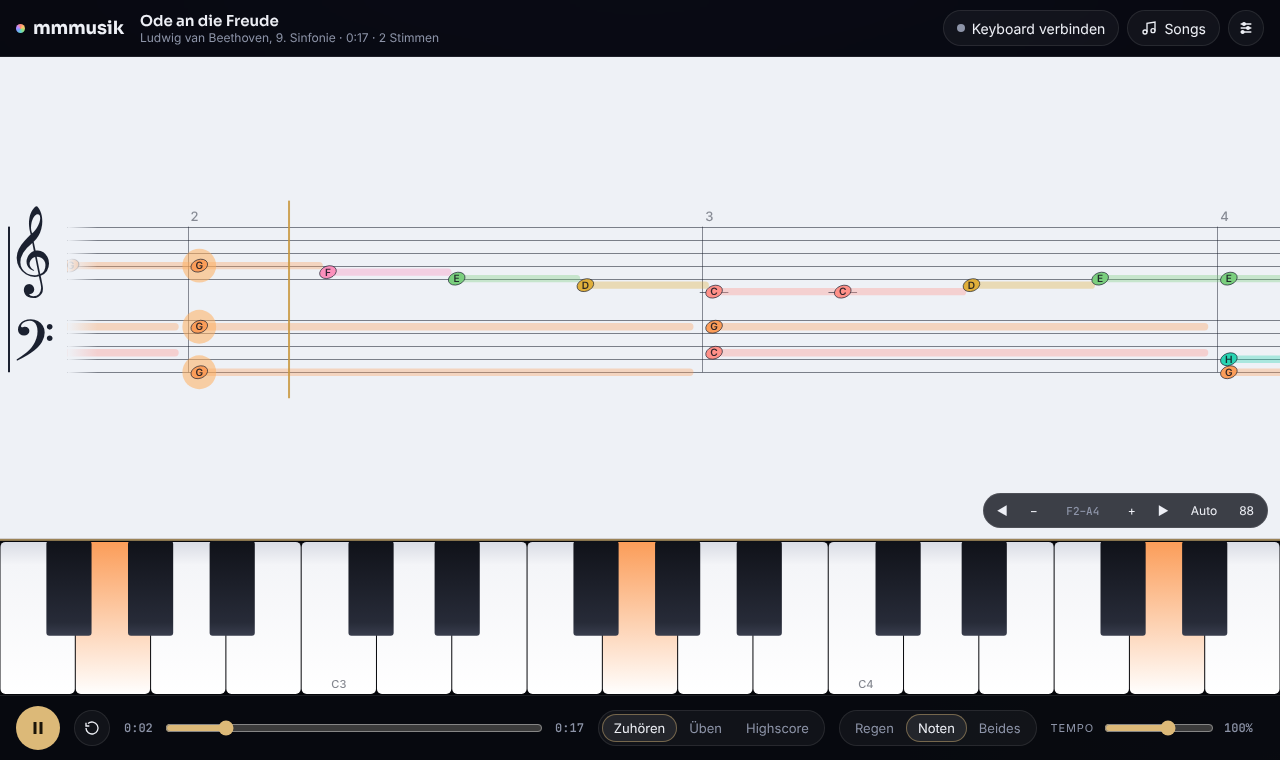 mmmusik
Ode an die Freude
Ludwig van Beethoven, 9. Sinfonie · 0:17 · 2 Stimmen
Keyboard verbinden
Songs
2
3
4
G
G
F
E
D
C
C
D
E
E
G
G
C
H
G
G
F2–A4
Auto
88
C3
C4
0:02
0:17
Zuhören
Üben
Highscore
Regen
Noten
Beides
TEMPO
100%